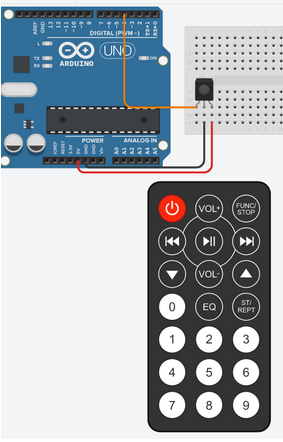 AREF
GND
13
12
~11
~10
~9
8
7
~6
~5
4
~3
2
TX→1
RX←0
DIGITAL (PWM~)
L
TX
RX
UNO
ON
ARDUINO
POWER
ANALOG IN
IOREF
RESET
3.3V
5V
GND
GND
Vin
A0
A1
A2
A3
A4
A5
VOL+
FUNC/
STOP
VOL-
0
EQ
ST/
REPT
1
2
3
4
5
6
7
8
9